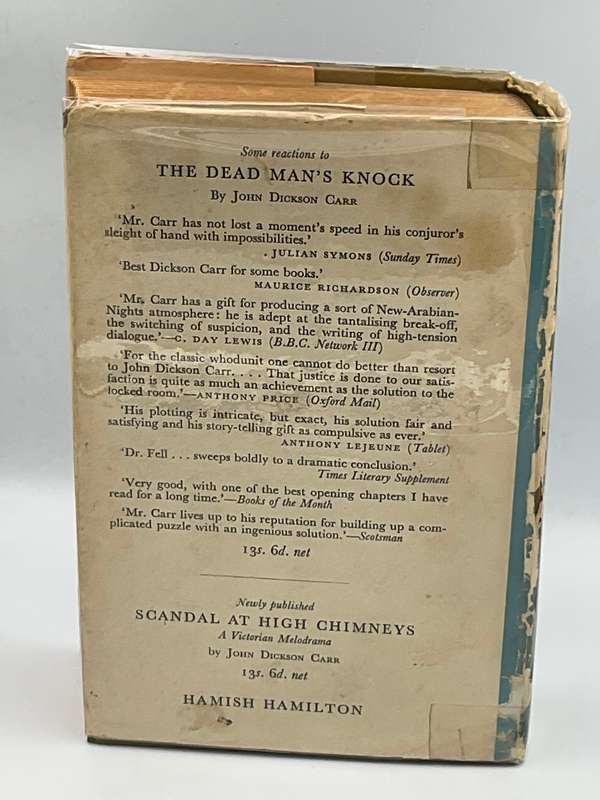 Some reactions to
THE DEAD MAN'S KNOCK
By JOHN DICKSON CARR
'Mr. Carr has not lost a moment's speed in his conjuror's
sleight of hand with impossibilities.'
. JULIAN SYMONS (Sunday Times)
'Best Dickson Carr for some books.'
MAURICE RICHARDSON (Observer)
'Mr. Carr has a gift for producing a sort of New-Arabian-
Nights atmosphere: he is adept at the tantalising break-off,
the switching of suspicion, and the writing of high-tension
dialogue.'—C. DAY LEWIS (B.B.C. Network III)
'For the classic whodunit one cannot do better than resort
to John Dickson Carr. . . . That justice is done to our satis-
faction is quite as much an achievement as the solution to the
locked room.'—ANTHONY PRICE (Oxford Mail)
'His plotting is intricate, but exact, his solution fair and
satisfying and his story-telling gift as compulsive as ever.'
ANTHONY LEJEUNE (Tablet)
'Dr. Fell . . . sweeps boldly to a dramatic conclusion.'
Times Literary Supplement
'Very good, with one of the best opening chapters I have
read for a long time.'—Books of the Month
'Mr. Carr lives up to his reputation for building up a com-
plicated puzzle with an ingenious solution.'—Scotsman
13s. 6d. net
Newly published
SCANDAL AT HIGH CHIMNEYS
A Victorian Melodrama
by JOHN DICKSON CARR
13s. 6d. net
HAMISH HAMILTON